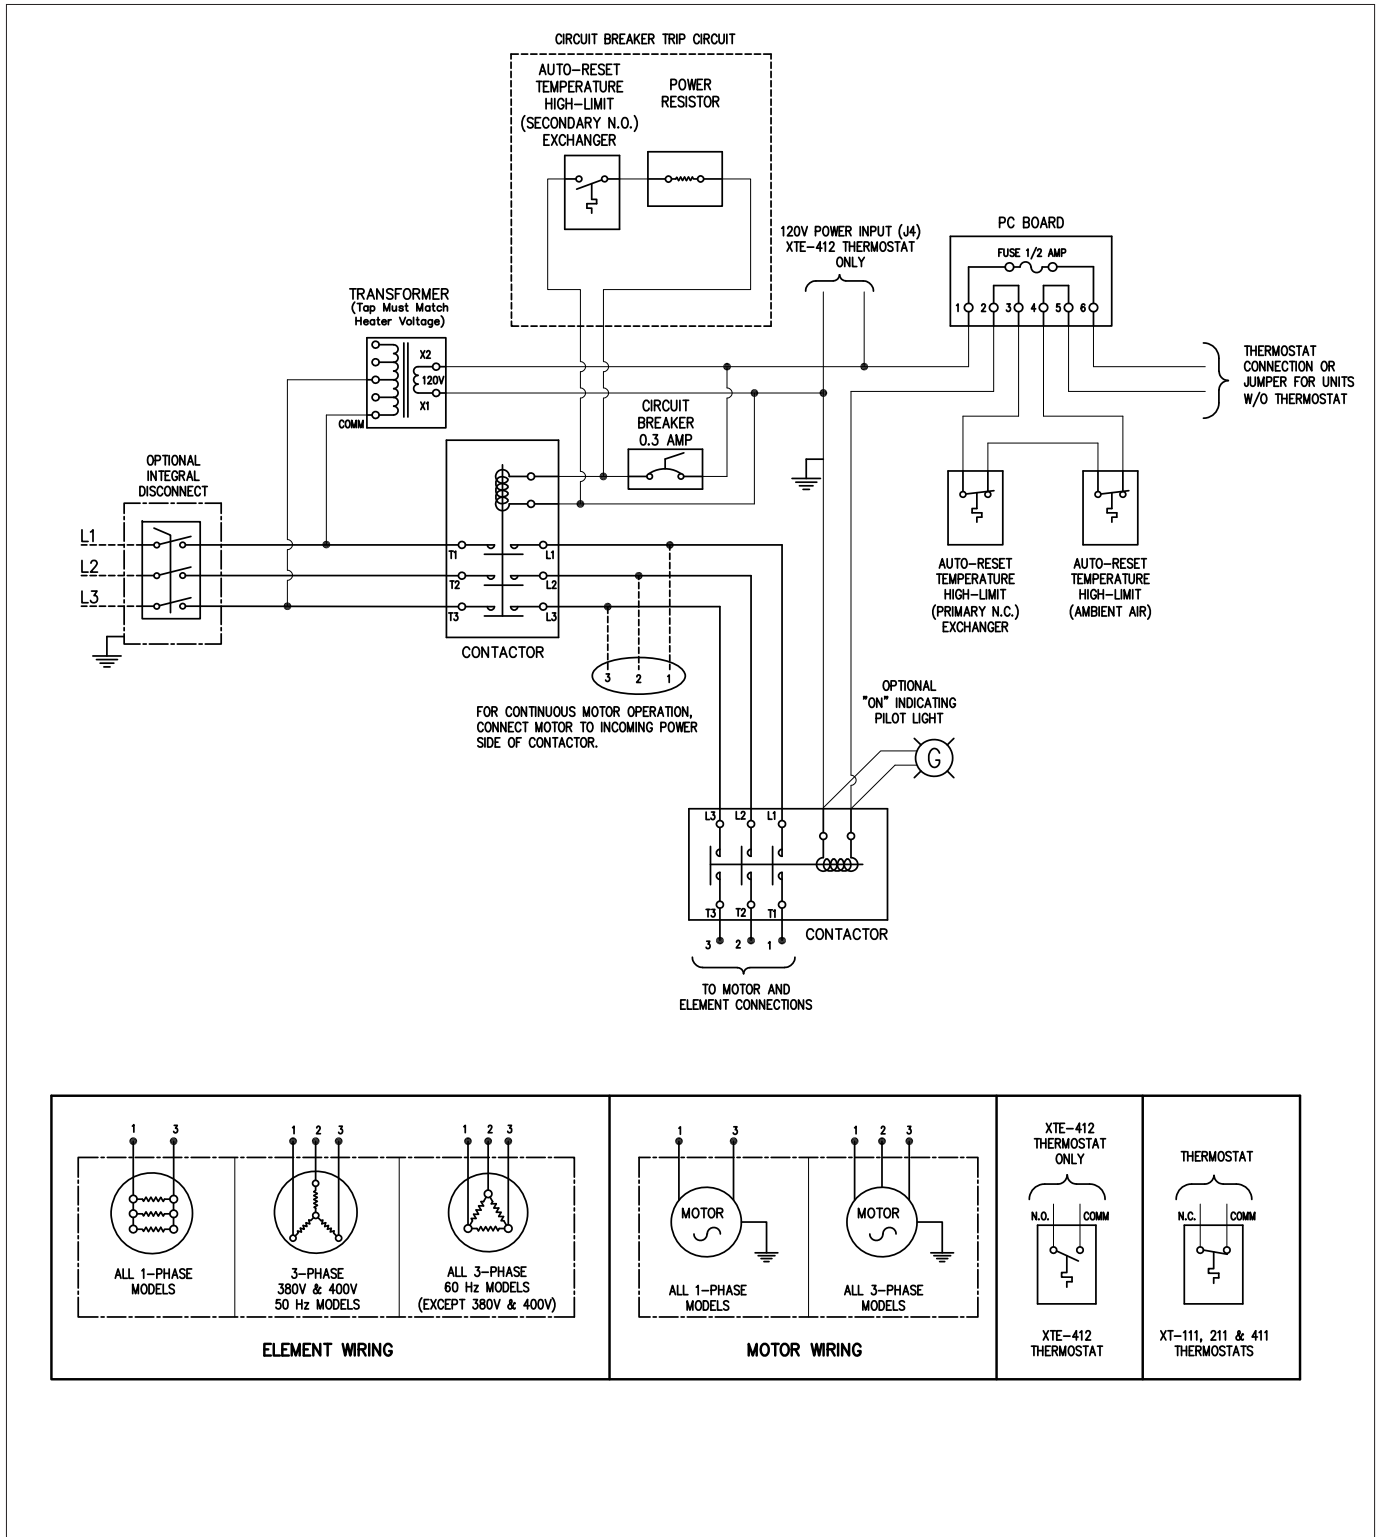 CIRCUIT BREAKER TRIP CIRCUIT
AUTO-RESET
TEMPERATURE
HIGH-LIMIT
(SECONDARY N.O.)
EXCHANGER
POWER
RESISTOR
120V POWER INPUT (J4)
XTE-412 THERMOSTAT
ONLY
PC BOARD
FUSE 1/2 AMP
1 2 3 4 5 6
TRANSFORMER
(Tap Must Match
Heater Voltage)
X2
120V
X1
COMM
THERMOSTAT
CONNECTION OR
JUMPER FOR UNITS
W/O THERMOSTAT
CIRCUIT
BREAKER
0.3 AMP
OPTIONAL
INTEGRAL
DISCONNECT
L1
L2
L3
T1 L1
T2 L2
T3 L3
CONTACTOR
3 2 1
FOR CONTINUOUS MOTOR OPERATION,
CONNECT MOTOR TO INCOMING POWER
SIDE OF CONTACTOR.
AUTO-RESET
TEMPERATURE
HIGH-LIMIT
(PRIMARY N.C.)
EXCHANGER
AUTO-RESET
TEMPERATURE
HIGH-LIMIT
(AMBIENT AIR)
OPTIONAL
"ON" INDICATING
PILOT LIGHT
G
L3 L2 L1
T3 T2 T1
CONTACTOR
3 2 1
TO MOTOR AND
ELEMENT CONNECTIONS
1 3
ALL 1-PHASE
MODELS
1 2 3
3-PHASE
380V & 400V
50 Hz MODELS
1 2 3
ALL 3-PHASE
60 Hz MODELS
(EXCEPT 380V & 400V)
ELEMENT WIRING
1 3
MOTOR
ALL 1-PHASE
MODELS
1 2 3
MOTOR
ALL 3-PHASE
MODELS
MOTOR WIRING
XTE-412
THERMOSTAT
ONLY
N.O. COMM
XTE-412
THERMOSTAT
THERMOSTAT
N.C. COMM
XT-111, 211 & 411
THERMOSTATS